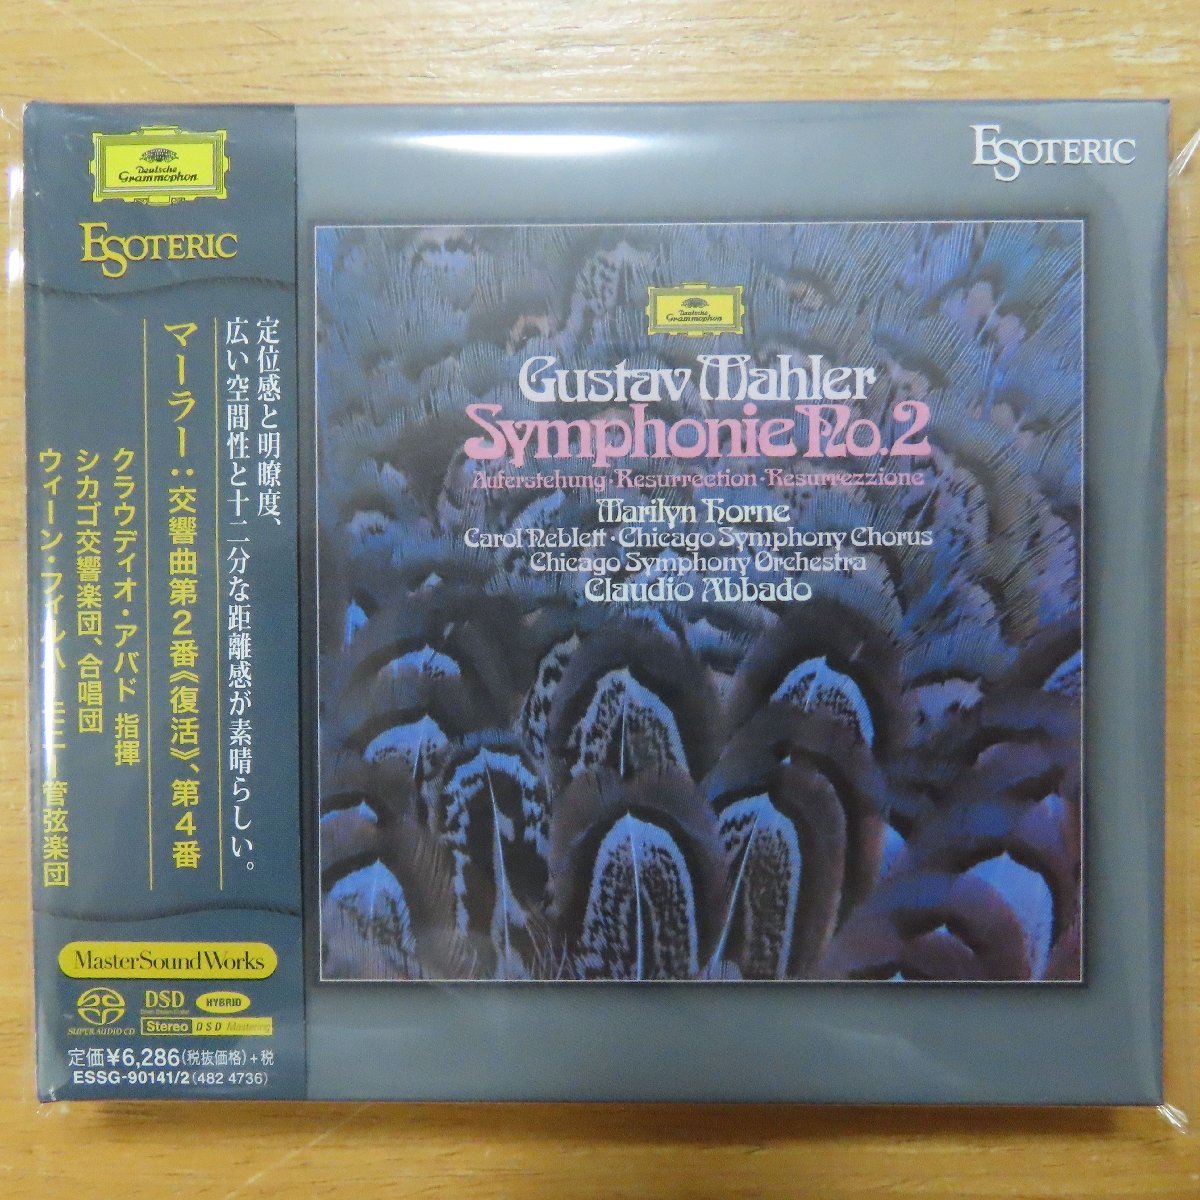 Deutsche
Grammophon
ESOTERIC
定位感と明瞭度、
広い空間性と十二分な距離感が素晴らしい。
マーラー:交響曲第2番《復活》、第4番
クラウディオ・アバド 指揮
シカゴ交響楽団、合唱団
ウィーン・フィルハーモニー管弦楽団
MasterSoundWorks
SUPER AUDIO CD
DSD
Direct Stream Digital
HYBRID
Stereo DSD Mastering
定価¥6,286(税抜価格)+税
ESSG-90141/2(482 4736)
ESOTERIC
Deutsche
Grammophon
Gustav Mahler
Symphonie No.2
Auferstehung·Resurrection·Resurrezzione
Marilyn Horne
Carol Neblett·Chicago Symphony Chorus
Chicago Symphony Orchestra
Claudio Abbado